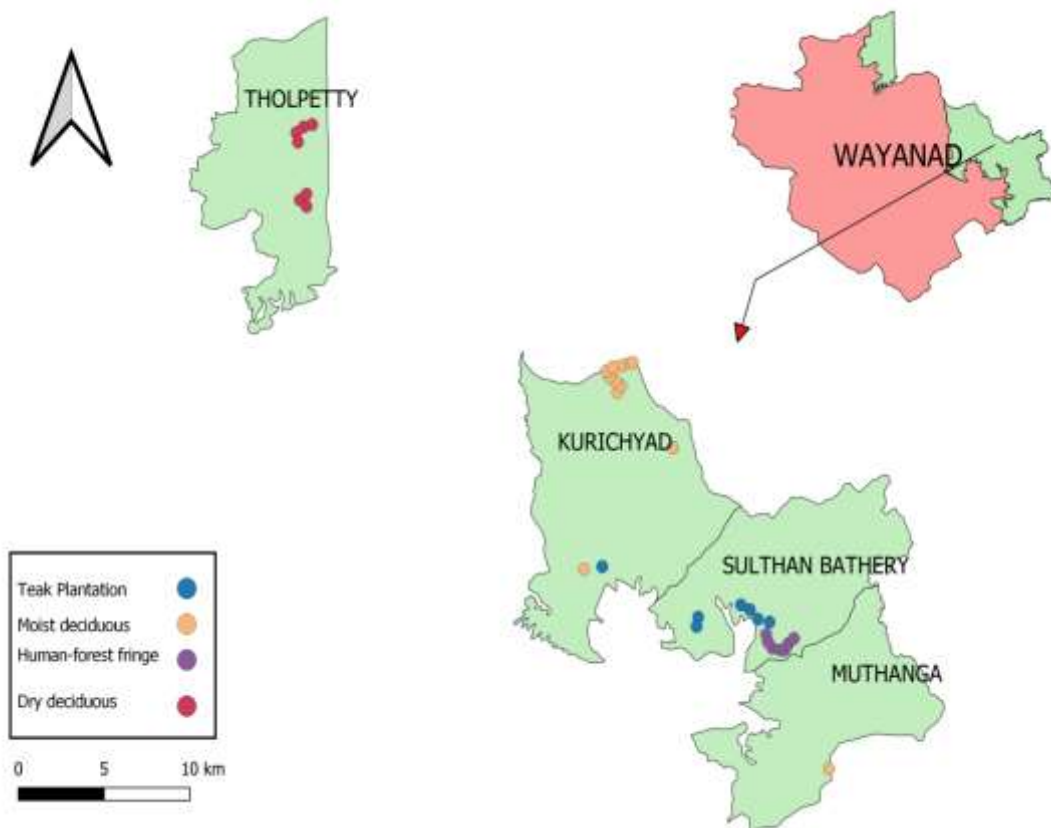 THOLPETTY
WAYANAD
KURICHYAD
SULTHAN BATHERY
MUTHANGA
Teak Plantation
Moist deciduous
Human-forest fringe
Dry deciduous
0 5 10 km